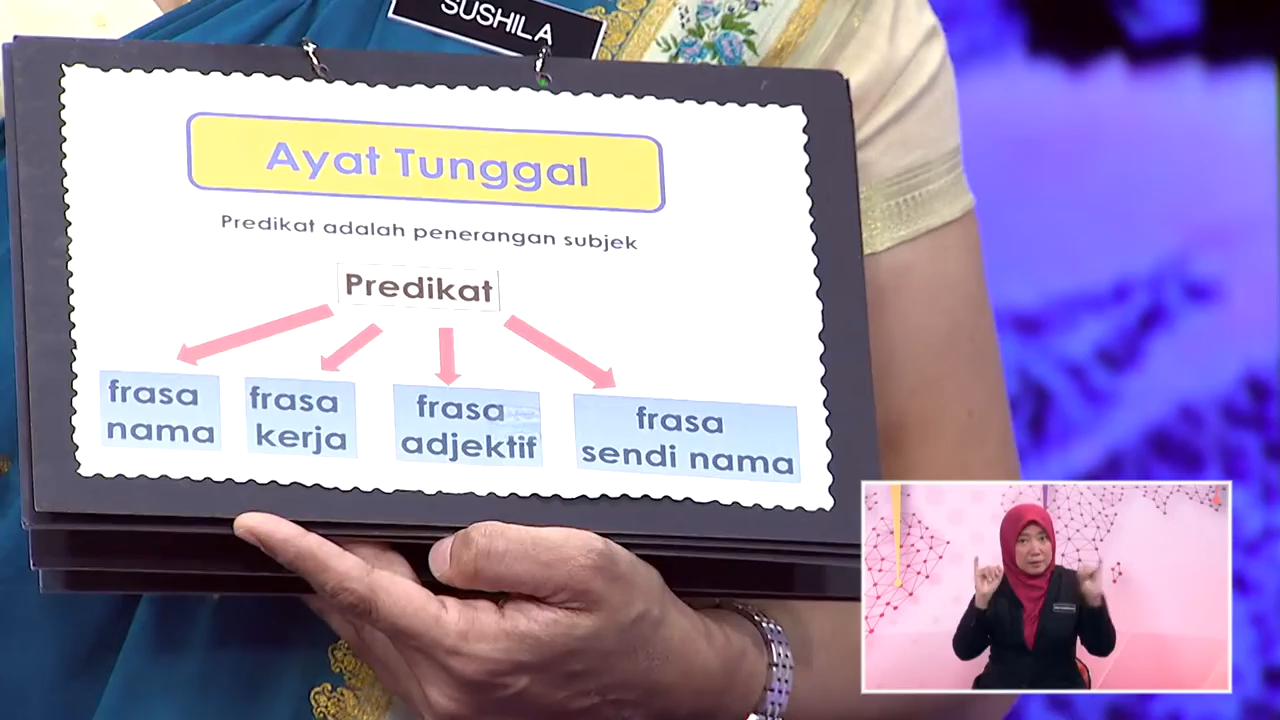 SUSHILA
Ayat Tunggal
Predikat adalah penerangan subjek
Predikat
frasa
nama
frasa
kerja
frasa
adjektif
frasa
sendi nama